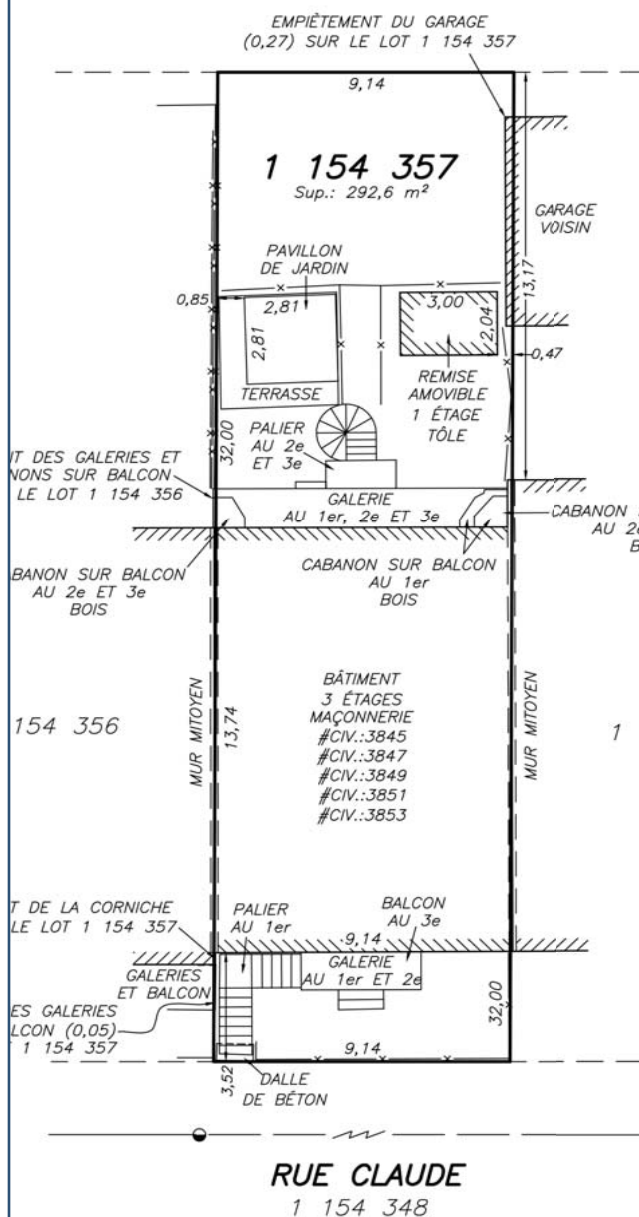 EMPIÈTEMENT DU GARAGE
(0,27) SUR LE LOT 1 154 357
9,14
1 154 357
Sup.: 292,6 m²
GARAGE
VOISIN
13,17
PAVILLON
DE JARDIN
0,85
2,81
2,81
3,00
2,04
0,47
TERRASSE
REMISE
AMOVIBLE
1 ÉTAGE
TÔLE
32,00
PALIER
AU 2e
ET 3e
T DES GALERIES ET
NONS SUR BALCON
LE LOT 1 154 356
GALERIE
AU 1er, 2e ET 3e
CABANON
AU 2e
B
BANON SUR BALCON
AU 2e ET 3e
BOIS
CABANON SUR BALCON
AU 1er
BOIS
MUR MITOYEN
13,74
BÂTIMENT
3 ÉTAGES
MAÇONNERIE
#CIV.:3845
#CIV.:3847
#CIV.:3849
#CIV.:3851
#CIV.:3853
MUR MITOYEN
154 356
1
T DE LA CORNICHE
LE LOT 1 154 357
PALIER
AU 1er
BALCON
AU 3e
9,14
GALERIE
AU 1er ET 2e
GALERIES
ET BALCON
32,00
ES GALERIES
LCON (0,05)
1 154 357
9,14
3,52
DALLE
DE BÉTON
RUE CLAUDE
1 154 348